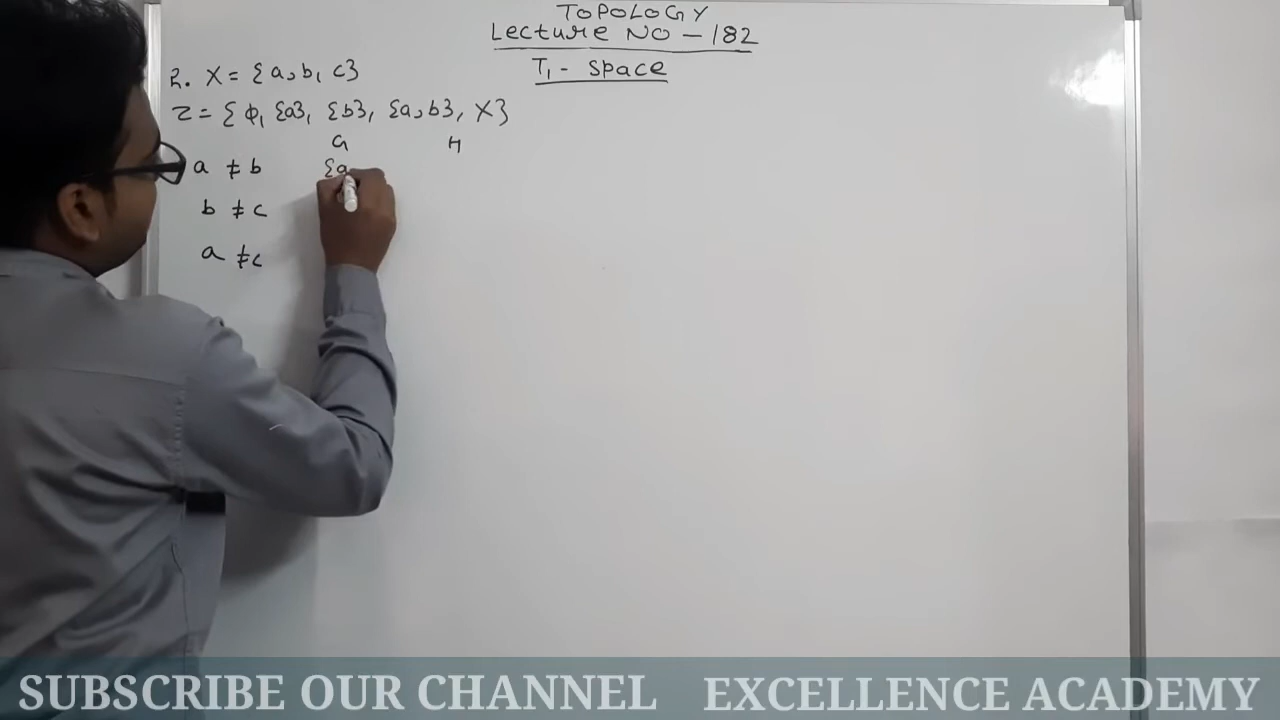 TOPOLOGY
Lecture NO - 182
T₁ - space
2. X = {a, b, c}
τ = {φ, {a}, {b}, {a, b}, X}
G H
a ≠ b {a
b ≠ c
a ≠ c
SUBSCRIBE OUR CHANNEL EXCELLENCE ACADEMY